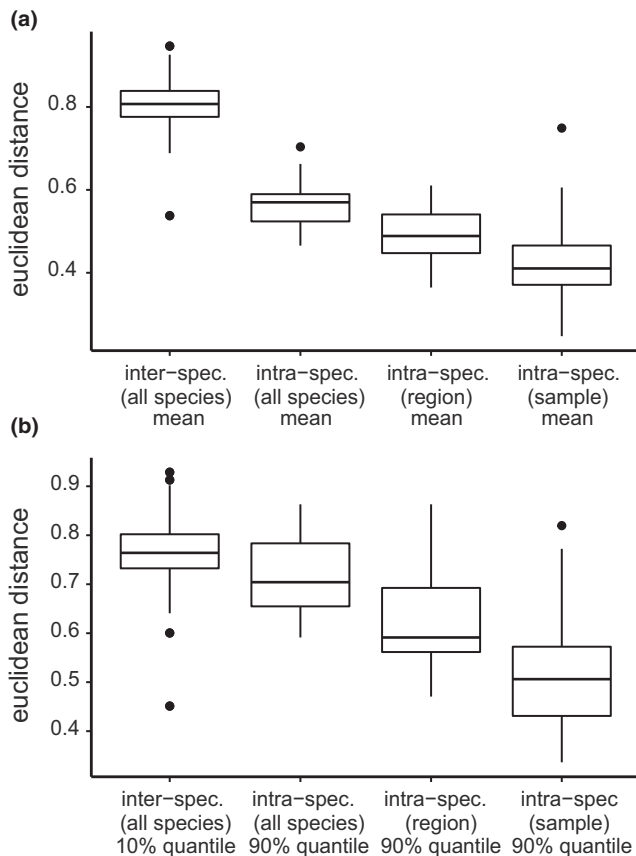 (a)
euclidean distance
0.8
0.6
0.4
inter−spec.
(all species)
mean
intra−spec.
(all species)
mean
intra−spec.
(region)
mean
intra−spec.
(sample)
mean
(b)
euclidean distance
0.9
0.8
0.7
0.6
0.5
0.4
inter−spec.
(all species)
10% quantile
intra−spec.
(all species)
90% quantile
intra−spec.
(region)
90% quantile
intra−spec
(sample)
90% quantile